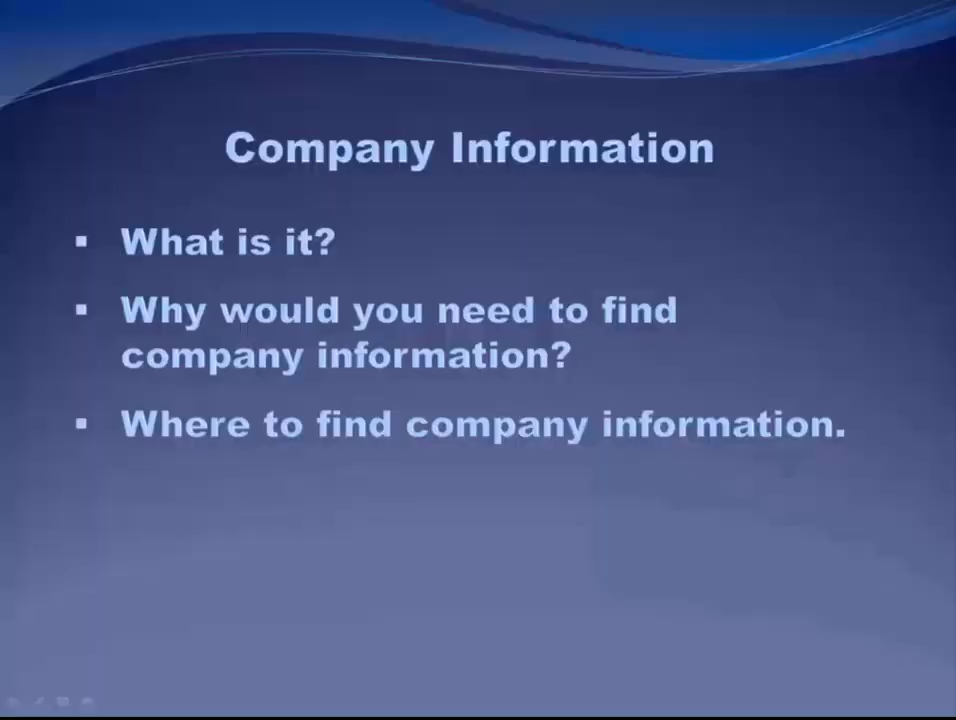 Company Information
▪ What is it?
▪ Why would you need to find
company information?
▪ Where to find company information.